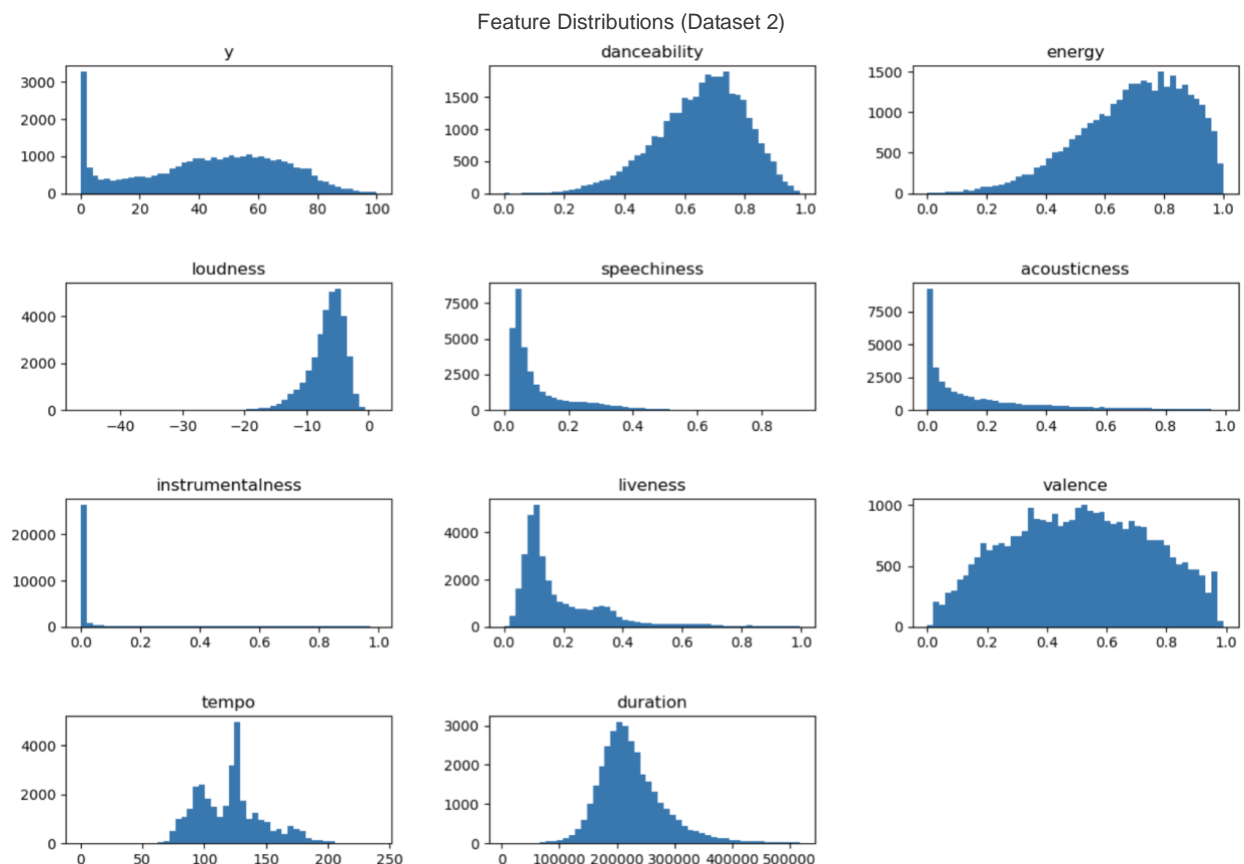 Feature Distributions (Dataset 2)
y
3000
2000
1000
0
0 20 40 60 80 100
danceability
1500
1000
500
0
0.0 0.2 0.4 0.6 0.8 1.0
energy
1500
1000
500
0
0.0 0.2 0.4 0.6 0.8 1.0
loudness
4000
2000
0
−40 −30 −20 −10 0
speechiness
7500
5000
2500
0
0.0 0.2 0.4 0.6 0.8
acousticness
7500
5000
2500
0
0.0 0.2 0.4 0.6 0.8 1.0
instrumentalness
20000
10000
0
0.0 0.2 0.4 0.6 0.8 1.0
liveness
4000
2000
0
0.0 0.2 0.4 0.6 0.8 1.0
valence
1000
500
0
0.0 0.2 0.4 0.6 0.8 1.0
tempo
4000
2000
0
0 50 100 150 200 250
duration
3000
2000
1000
0
0 100000 200000 300000 400000 500000